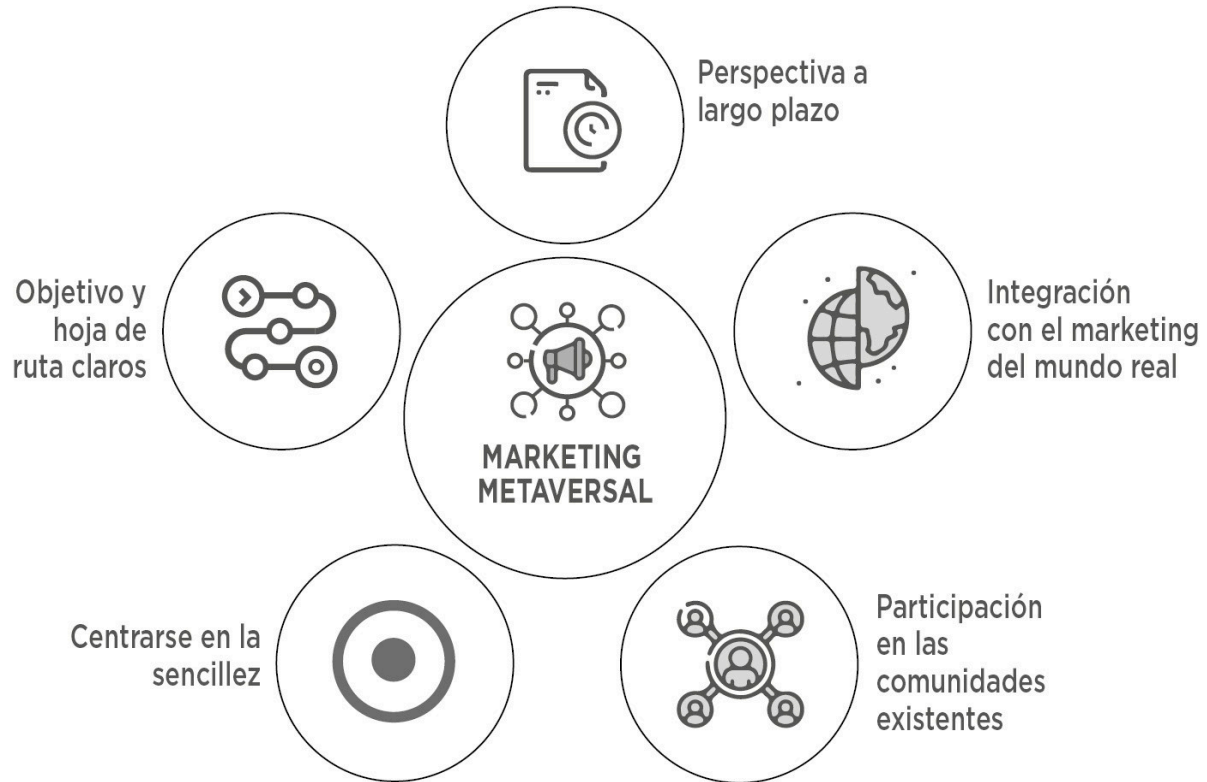 Perspectiva a
largo plazo
Objetivo y
hoja de
ruta claros
Integración
con el marketing
del mundo real
MARKETING
METAVERSAL
Centrarse en la
sencillez
Participación
en las
comunidades
existentes